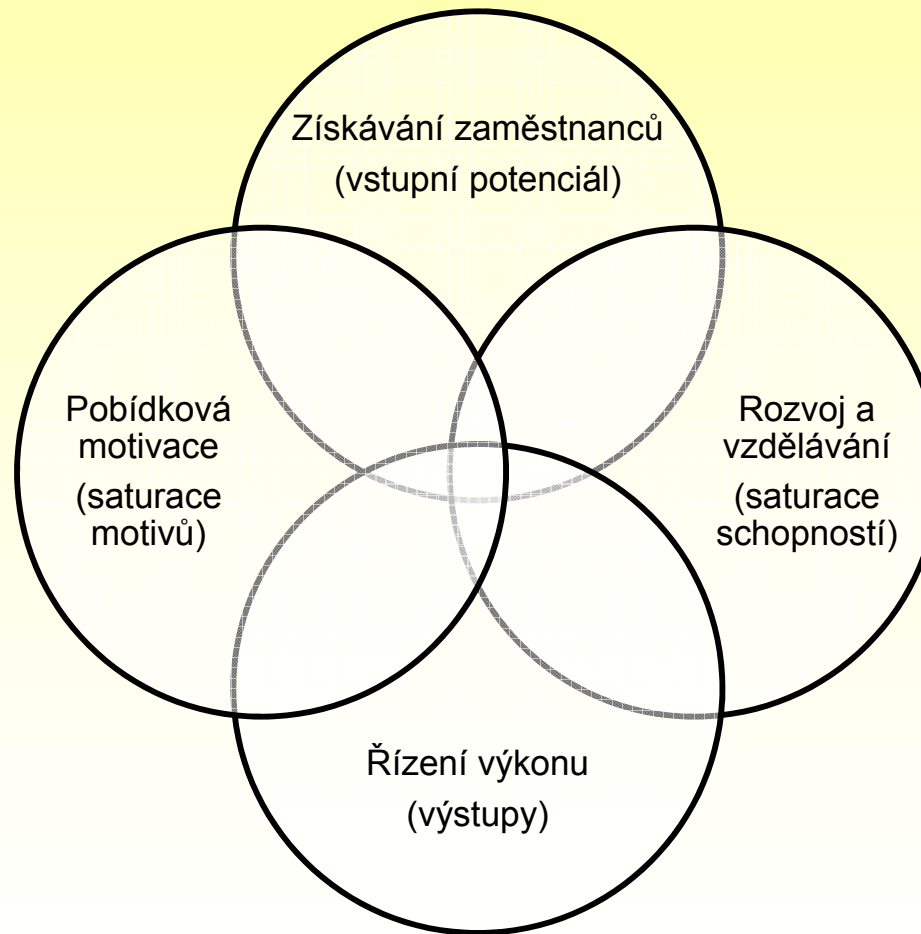 Získávání zaměstnanců
(vstupní potenciál)
Pobídková
motivace
(saturace
motivů)
Rozvoj a
vzdělávání
(saturace
schopností)
Řízení výkonu
(výstupy)